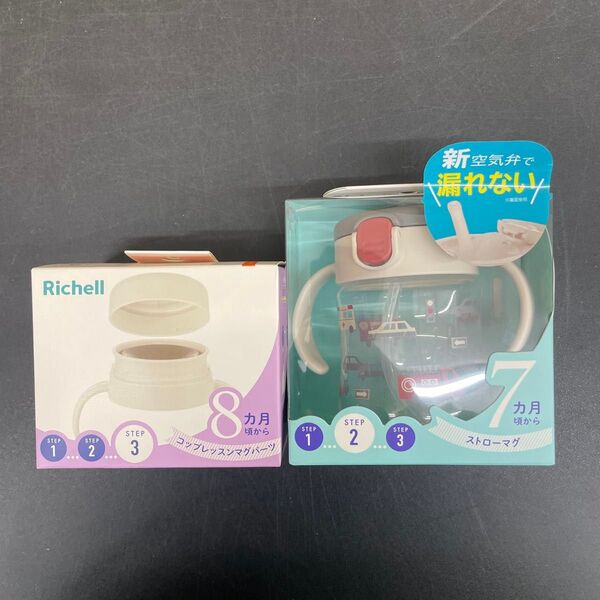 Richell
8カ月
頃から
STEP
1
STEP
2
STEP
3
コップレッスンマグパーツ
新空気弁で
漏れない
7カ月
頃から
STEP
1
STEP
2
STEP
3
ストローマグ